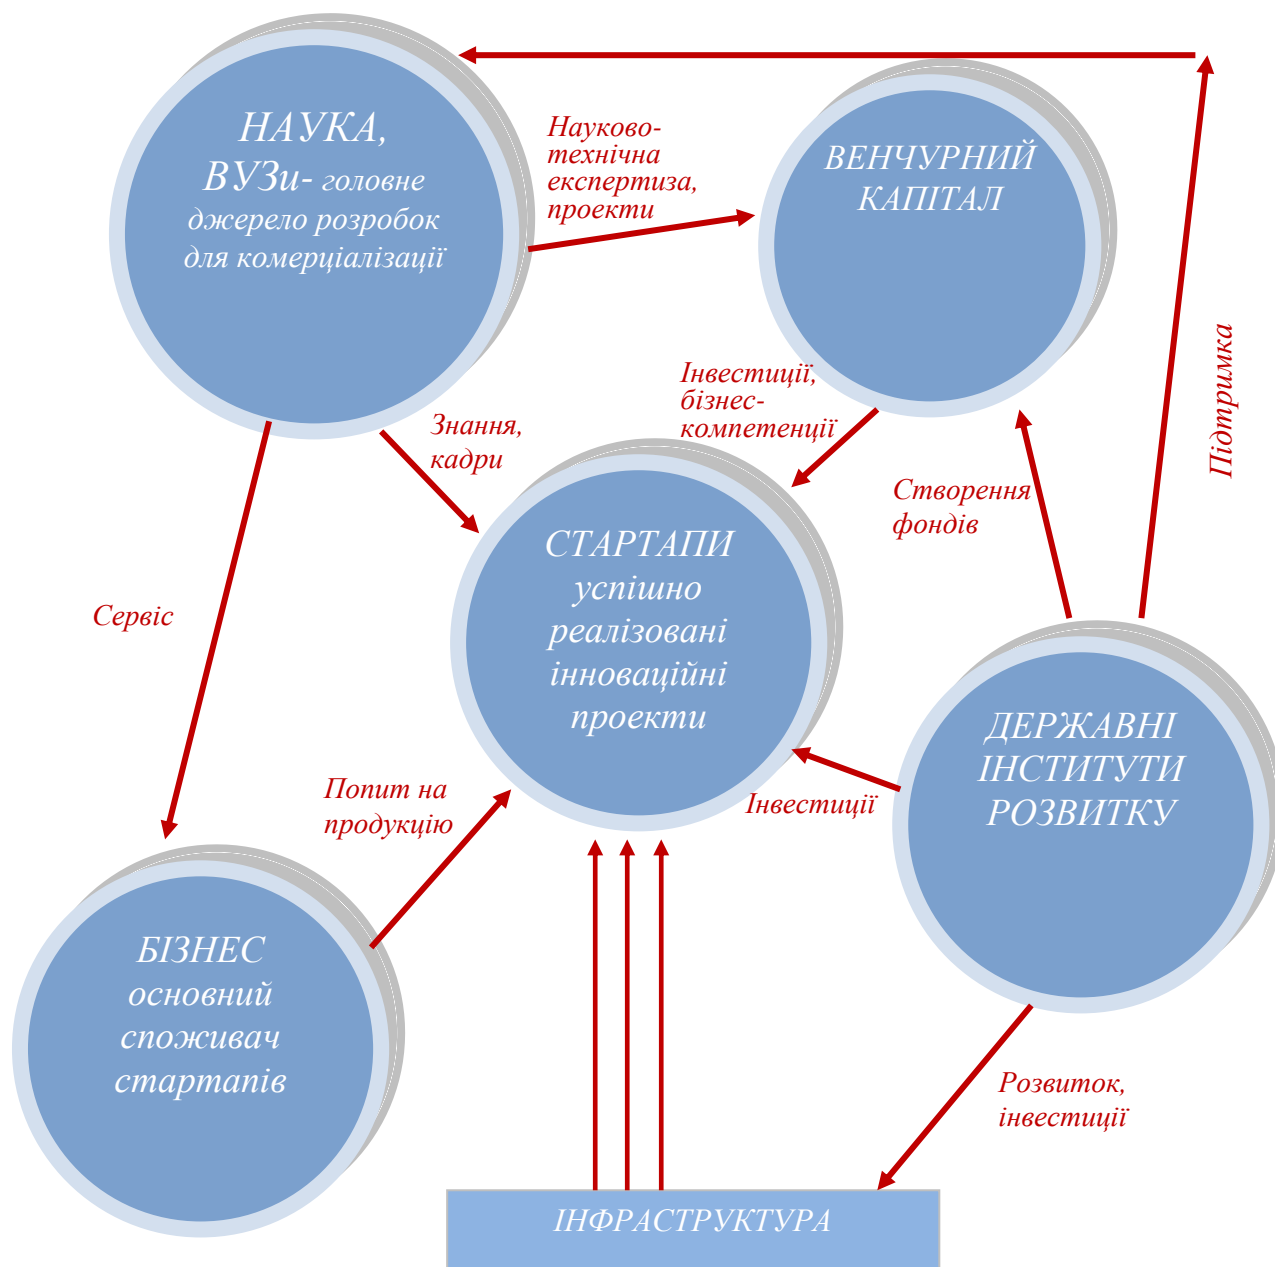 НАУКА,
ВУЗи- головне
джерело розробок
для комерціалізації
Науково-
технічна
експертиза,
проекти
ВЕНЧУРНИЙ
КАПІТАЛ
Підтримка
Інвестиції,
бізнес-
компетенції
Знання,
кадри
Створення
фондів
Сервіс
СТАРТАПИ
успішно
реалізовані
інноваційні
проекти
ДЕРЖАВНІ
ІНСТИТУТИ
РОЗВИТКУ
Інвестиції
Попит на
продукцію
БІЗНЕС
основний
споживач
стартапів
Розвиток,
інвестиції
ІНФРАСТРУКТУРА